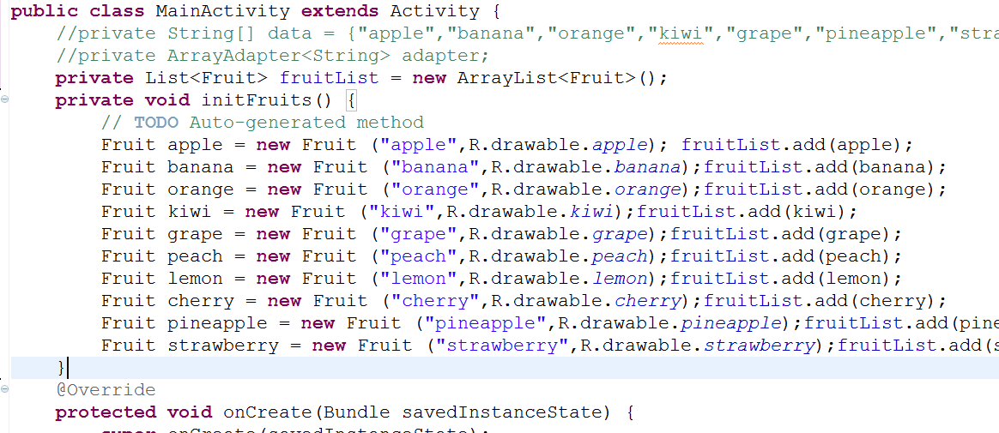 public class MainActivity extends Activity {
//private String[] data = {"apple","banana","orange","kiwi","grape","pineapple","stra
//private ArrayAdapter<String> adapter;
private List<Fruit> fruitList = new ArrayList<Fruit>();
private void initFruits() {
// TODO Auto-generated method
Fruit apple = new Fruit ("apple",R.drawable.apple); fruitList.add(apple);
Fruit banana = new Fruit ("banana",R.drawable.banana);fruitList.add(banana);
Fruit orange = new Fruit ("orange",R.drawable.orange);fruitList.add(orange);
Fruit kiwi = new Fruit ("kiwi",R.drawable.kiwi);fruitList.add(kiwi);
Fruit grape = new Fruit ("grape",R.drawable.grape);fruitList.add(grape);
Fruit peach = new Fruit ("peach",R.drawable.peach);fruitList.add(peach);
Fruit lemon = new Fruit ("lemon",R.drawable.lemon);fruitList.add(lemon);
Fruit cherry = new Fruit ("cherry",R.drawable.cherry);fruitList.add(cherry);
Fruit pineapple = new Fruit ("pineapple",R.drawable.pineapple);fruitList.add(pine
Fruit strawberry = new Fruit ("strawberry",R.drawable.strawberry);fruitList.add(s
}
@Override
protected void onCreate(Bundle savedInstanceState) {
super.onCreate(savedInstanceState);